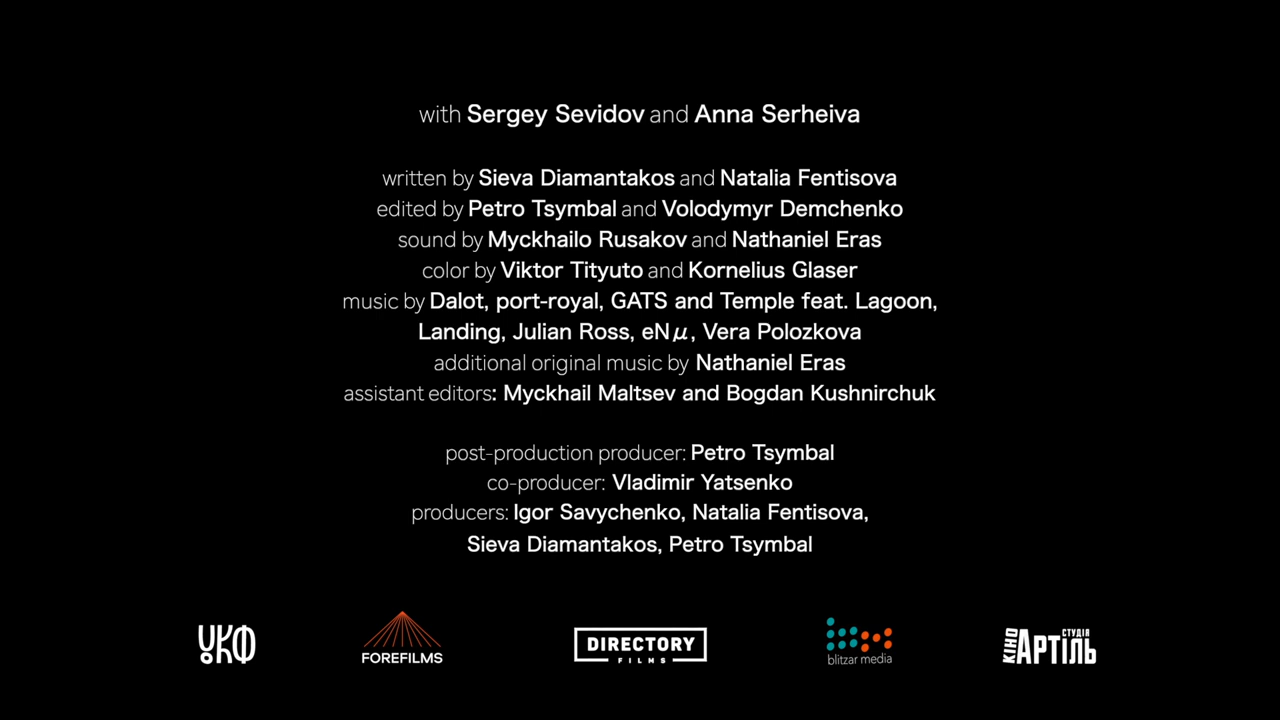 with Sergey Sevidov and Anna Serheiva
written by Sieva Diamantakos and Natalia Fentisova
edited by Petro Tsymbal and Volodymyr Demchenko
sound by Myckhailo Rusakov and Nathaniel Eras
color by Viktor Tityuto and Kornelius Glaser
music by Dalot, port-royal, GATS and Temple feat. Lagoon,
Landing, Julian Ross, eNμ, Vera Polozkova
additional original music by Nathaniel Eras
assistant editors: Myckhail Maltsev and Bogdan Kushnirchuk
post-production producer: Petro Tsymbal
co-producer: Vladimir Yatsenko
producers: Igor Savychenko, Natalia Fentisova,
Sieva Diamantakos, Petro Tsymbal
УКФ
FOREFILMS
DIRECTORY
FILMS
blitzar media
КІНО АРТІЛЬ СТУДІЯ